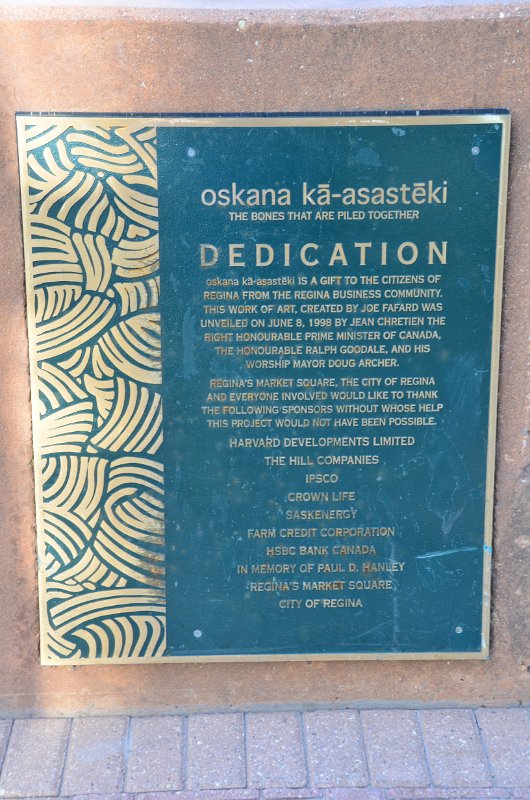 oskana kā-asastēki
THE BONES THAT ARE PILED TOGETHER
DEDICATION
oskana kā-asastēki IS A GIFT TO THE CITIZENS OF
REGINA FROM THE REGINA BUSINESS COMMUNITY.
THIS WORK OF ART, CREATED BY JOE FAFARD WAS
UNVEILED ON JUNE 8, 1998 BY JEAN CHRETIEN THE
RIGHT HONOURABLE PRIME MINISTER OF CANADA,
THE HONOURABLE RALPH GOODALE, AND HIS
WORSHIP MAYOR DOUG ARCHER.
REGINA'S MARKET SQUARE, THE CITY OF REGINA
AND EVERYONE INVOLVED WOULD LIKE TO THANK
THE FOLLOWING SPONSORS WITHOUT WHOSE HELP
THIS PROJECT WOULD NOT HAVE BEEN POSSIBLE.
HARVARD DEVELOPMENTS LIMITED
THE HILL COMPANIES
IPSCO
CROWN LIFE
SASKENERGY
FARM CREDIT CORPORATION
HSBC BANK CANADA
IN MEMORY OF PAUL D. HANLEY
REGINA'S MARKET SQUARE
CITY OF REGINA